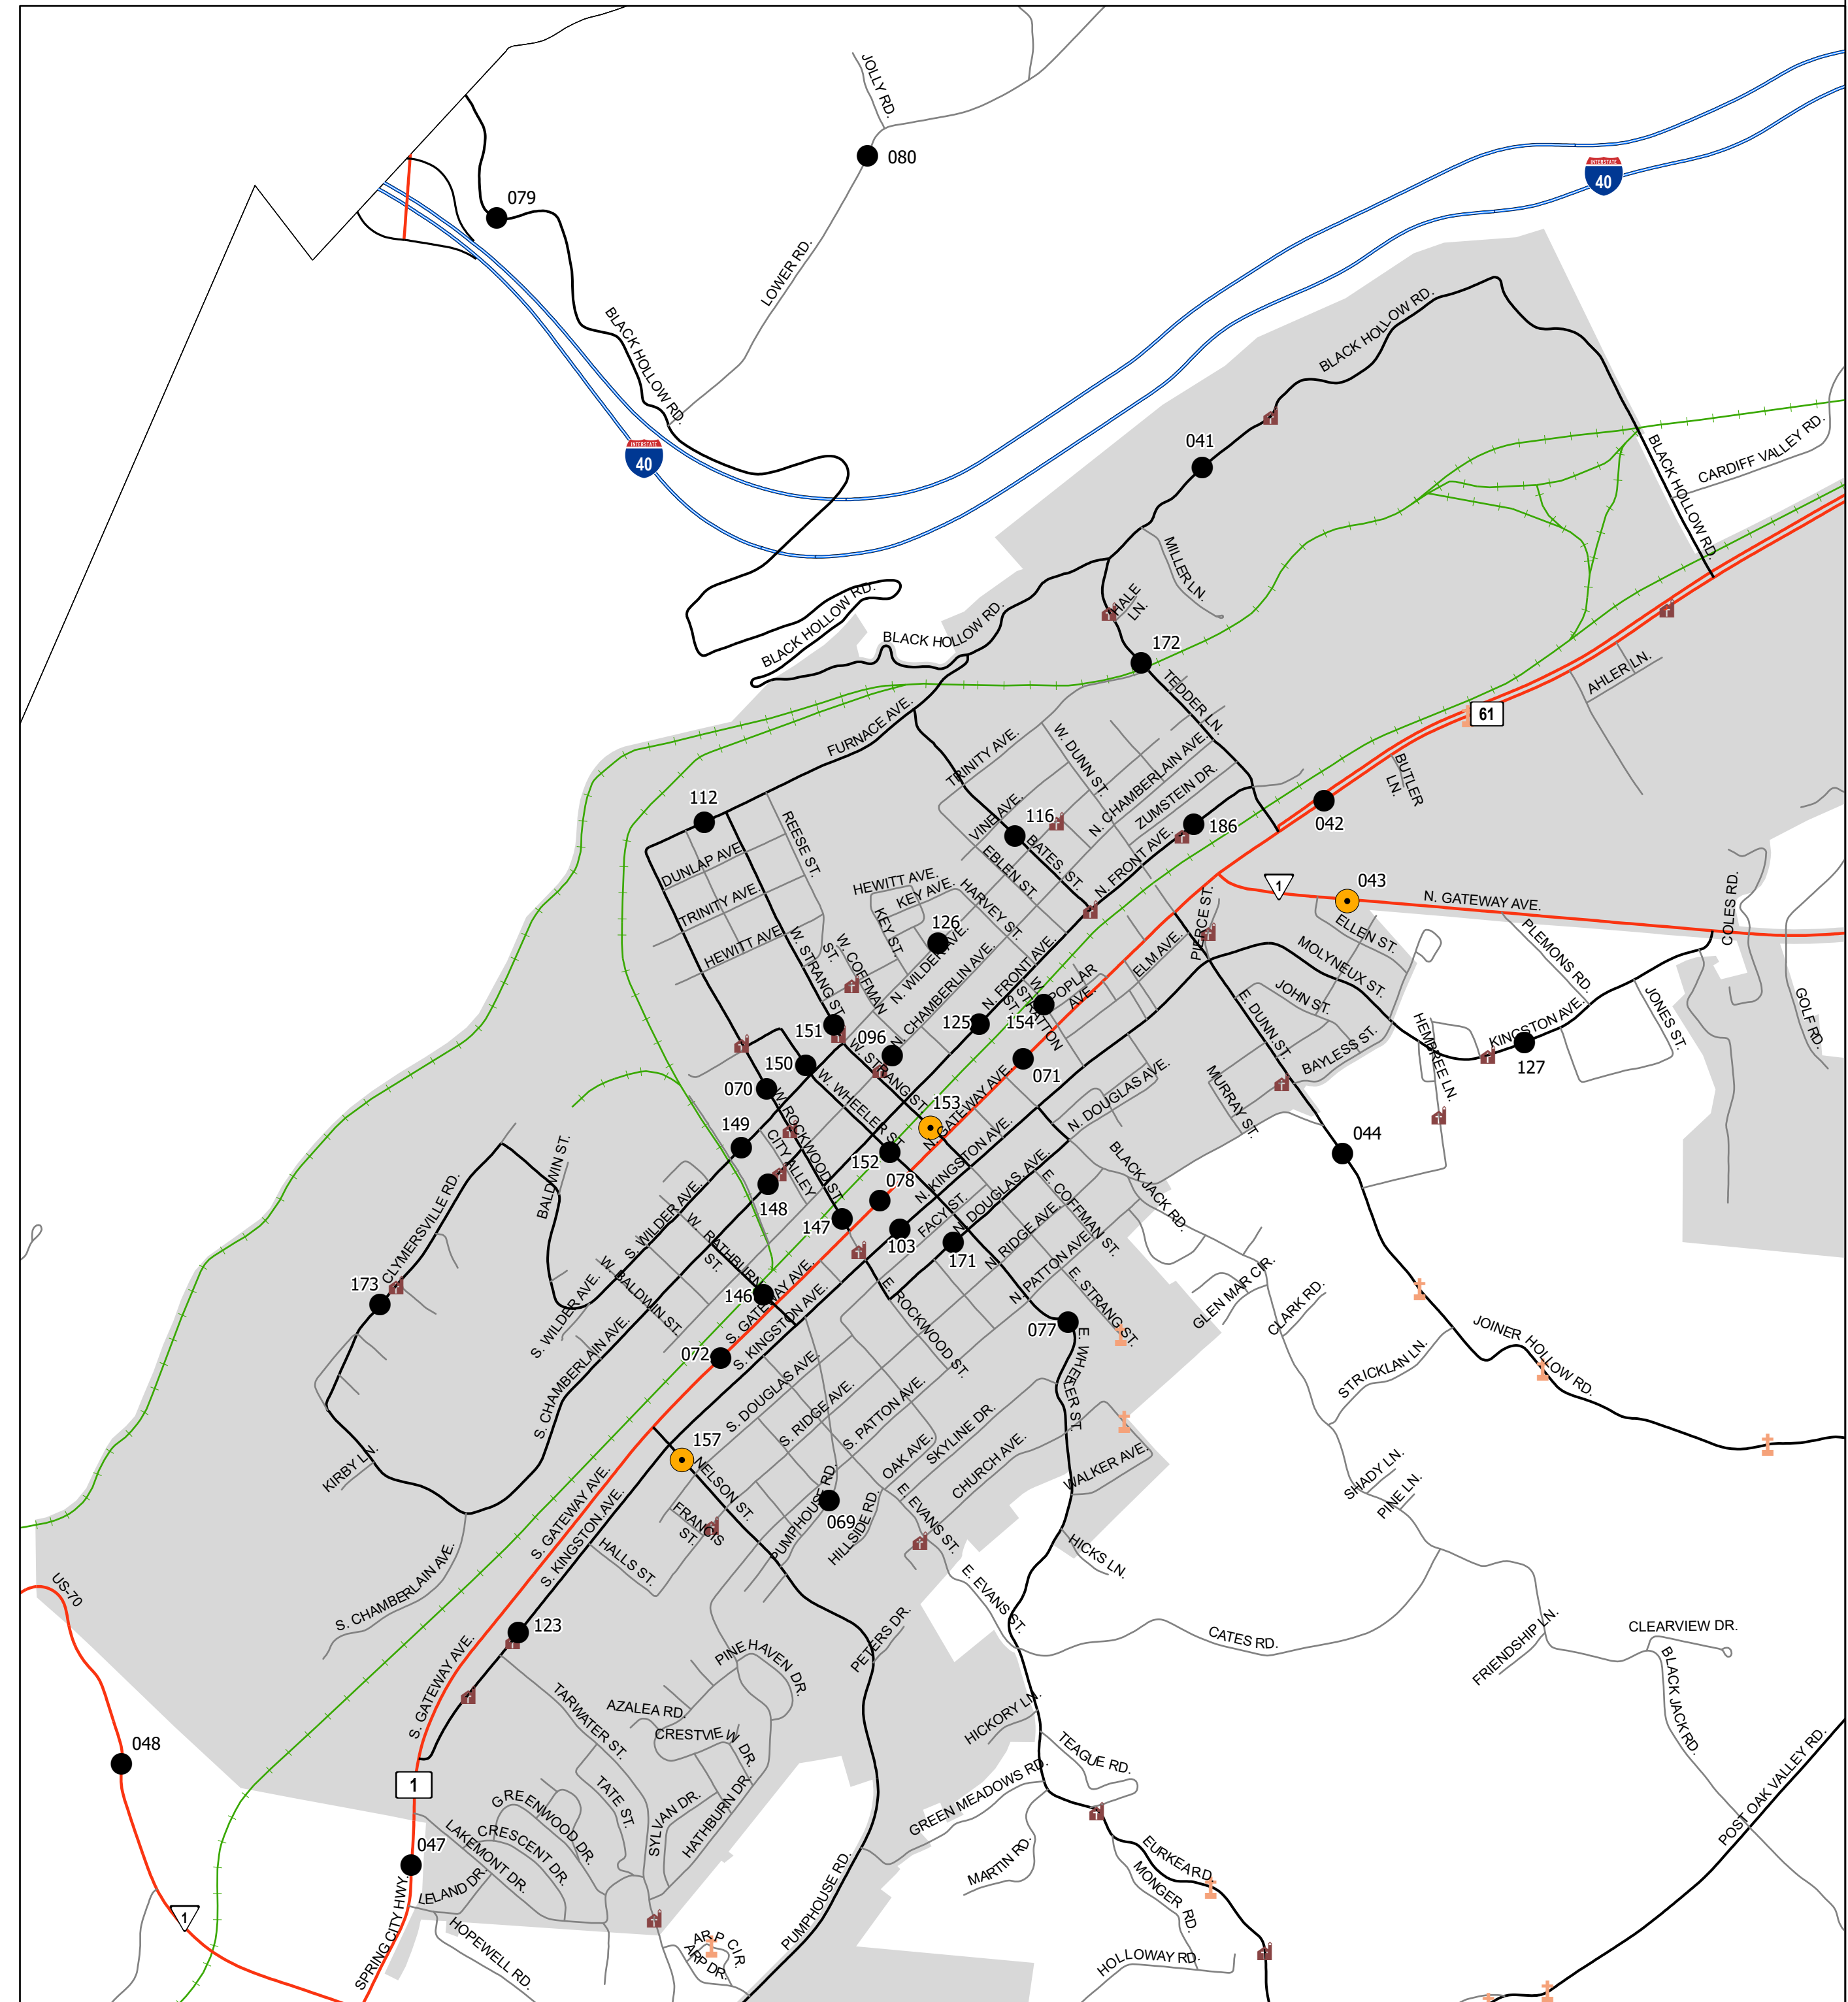 JOLLY RD.
080
INTERSTATE
40
079
LOWER RD.
BLACK HOLLOW RD.
BLACK HOLLOW RD.
041
INTERSTATE
40
CARDIFF VALLEY RD.
BLACK HOLLOW RD.
MILLER LN.
HALE
LN.
BLACK HOLLOW RD.
BLACK HOLLOW RD.
172
AHLER LN.
TEDDER LN.
61
FURNACE AVE.
TRINITY AVE.
W. DUNN ST.
N. CHAMBERLAIN AVE.
ZUMSTEIN DR.
BUTLER
LN.
112
116
VINE AVE.
186
042
REESE ST.
BATES. ST.
DUNLAP AVE.
EBLEN ST.
N. FRONT AVE.
HEWITT AVE.
KEY AVE.
HARVEY ST.
1
043
N. GATEWAY AVE.
COLES RD.
TRINITY AVE.
KEY ST.
126
PIERCE ST.
ELLEN ST.
PLEMONS RD.
HEWITT AVE.
W. STRANG ST.
W. COFFMAN
ST.
N. WILDER AVE.
N. CHAMBERLIN AVE.
N. FRONT AVE.
ELM AVE.
MOLYNEUX ST.
JOHN ST.
W. STRATTON
ST.
POPLAR
AVE.
E. DUNN ST.
GOLF RD.
JONES ST.
151
096
125
154
HEMBREE LN.
KINGSTON AVE.
127
150
W. STRANG ST.
071
BAYLESS ST.
070
W. WHEELER ST.
153
N. GATEWAY AVE.
N. DOUGLAS AVE.
MURRAY ST.
149
W. ROCKWOOD ST.
CITY ALLEY
152
044
BALDWIN ST.
CLYMERSVILLE RD.
148
078
N. KINGSTON AVE.
BLACK JACK RD.
147
103
FACY ST.
N. DOUGLAS. AVE.
E. COFFMAN ST.
171
S. WILDER AVE.
W. RATHBURN
ST.
N. RIDGE AVE.
N. PATTON AVE.
173
S. WILDER AVE.
W. BALDWIN ST.
146
S. GATEWAY AVE.
E. ROCKWOOD ST.
E. STRANG ST.
GLEN MAR CIR.
CLARK RD.
S. CHAMBERLAIN AVE.
072
S. KINGSTON AVE.
077
E. WHEELER ST.
JOINER HOLLOW RD.
STRICKLAN LN.
S. DOUGLAS AVE.
S. RIDGE AVE.
S. PATTON AVE.
157
NELSON ST.
OAK AVE.
SKYLINE DR.
CHURCH AVE.
WALKER AVE.
KIRBY LN.
SHADY LN.
PINE LN.
S. GATEWAY AVE.
S. KINGSTON AVE.
FRANCIS
ST.
PUMPHOUSE RD.
069
HILLSIDE RD.
E. EVANS ST.
HALLS ST.
HICKS LN.
US-70
S. CHAMBERLAIN AVE.
E. EVANS ST.
123
PETERS DR.
CATES RD.
FRIENDSHIP LN.
CLEARVIEW DR.
S. GATEWAY AVE.
PINE HAVEN DR.
BLACK JACK RD.
TARWATER ST.
AZALEA RD.
CRESTVIEW DR.
HICKORY LN.
048
TEAGUE RD.
1
TATE ST.
GREENWOOD DR.
SYLVAN DR.
HATHBURN DR.
GREEN MEADOWS RD.
POST OAK VALLEY RD.
047
LAKEMONT DR.
CRESCENT DR.
MARTIN RD.
EURKEA RD.
LELAND DR.
MONGER RD.
1
SPRING CITY HWY.
HOPEWELL RD.
PUMPHOUSE RD.
ARP CIR.
ARP DR.
HOLLOWAY RD.